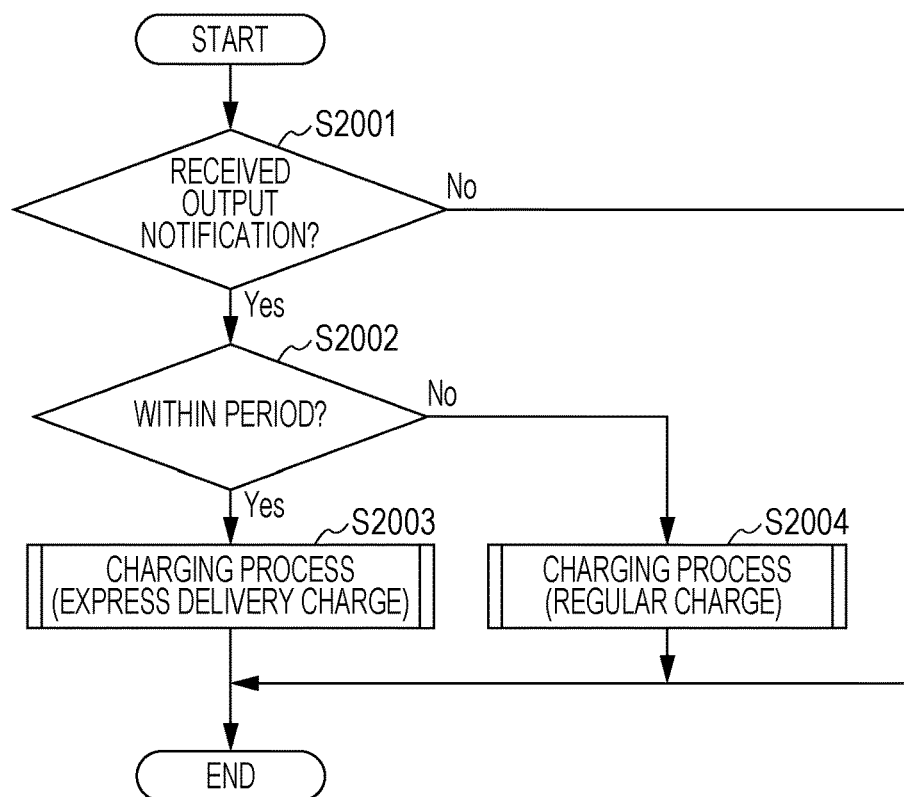 START
S2001
RECEIVED
OUTPUT
NOTIFICATION?
No
Yes
S2002
WITHIN PERIOD?
No
Yes
S2003
CHARGING PROCESS
(EXPRESS DELIVERY CHARGE)
S2004
CHARGING PROCESS
(REGULAR CHARGE)
END